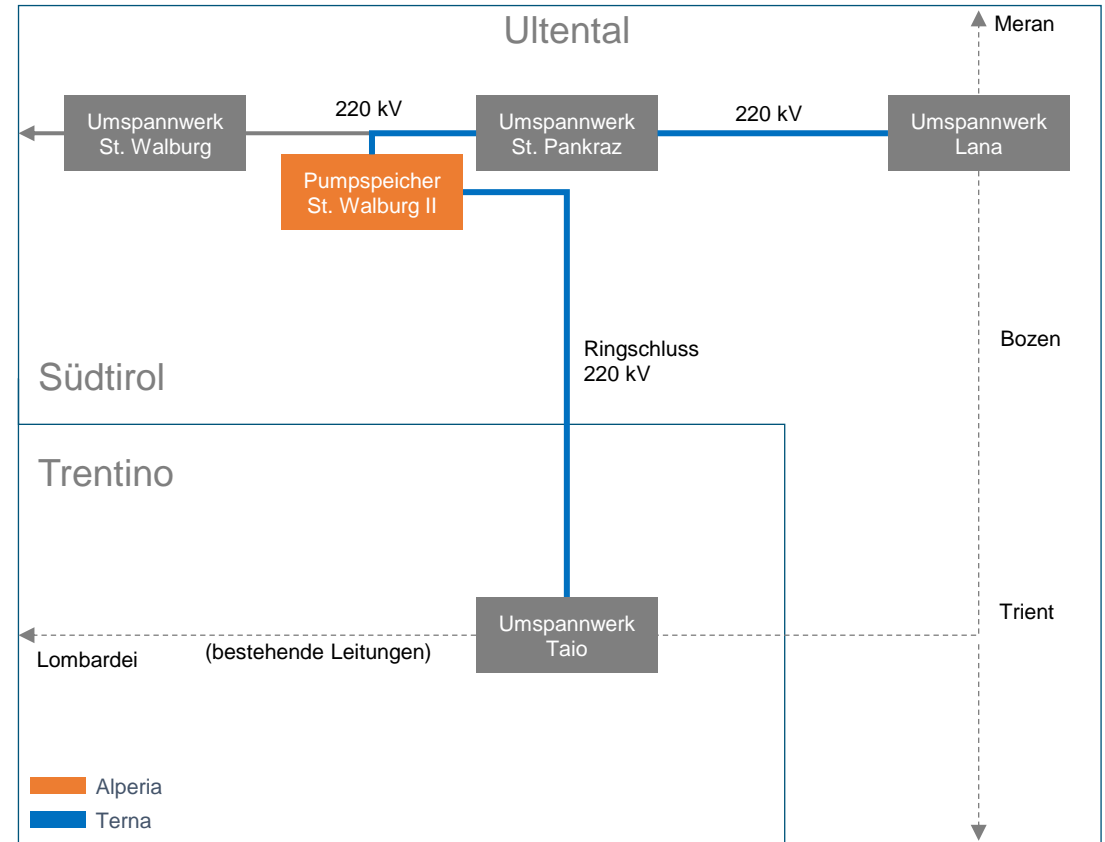 Ultental
Meran
220 kV
220 kV
Umspannwerk
St. Walburg
Umspannwerk
St. Pankraz
Umspannwerk
Lana
Pumpspeicher
St. Walburg II
Bozen
Ringschluss
220 kV
Südtirol
Trentino
Trient
Umspannwerk
Taio
Lombardei
(bestehende Leitungen)
Alperia
Terna